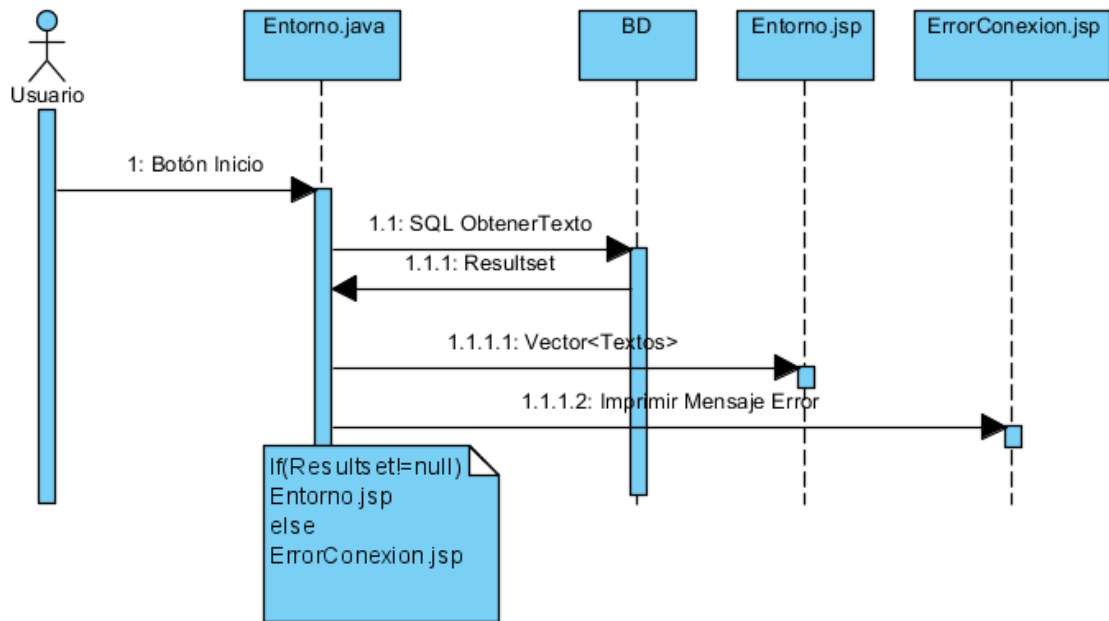 Entorno.java
BD
Entorno.jsp
ErrorConexion.jsp
Usuario
1: Botón Inicio
1.1: SQL ObtenerTexto
1.1.1: Resultset
1.1.1.1: Vector<Textos>
1.1.1.2: Imprimir Mensaje Error
If(Resultset!=null)
Entorno.jsp
else
ErrorConexion.jsp